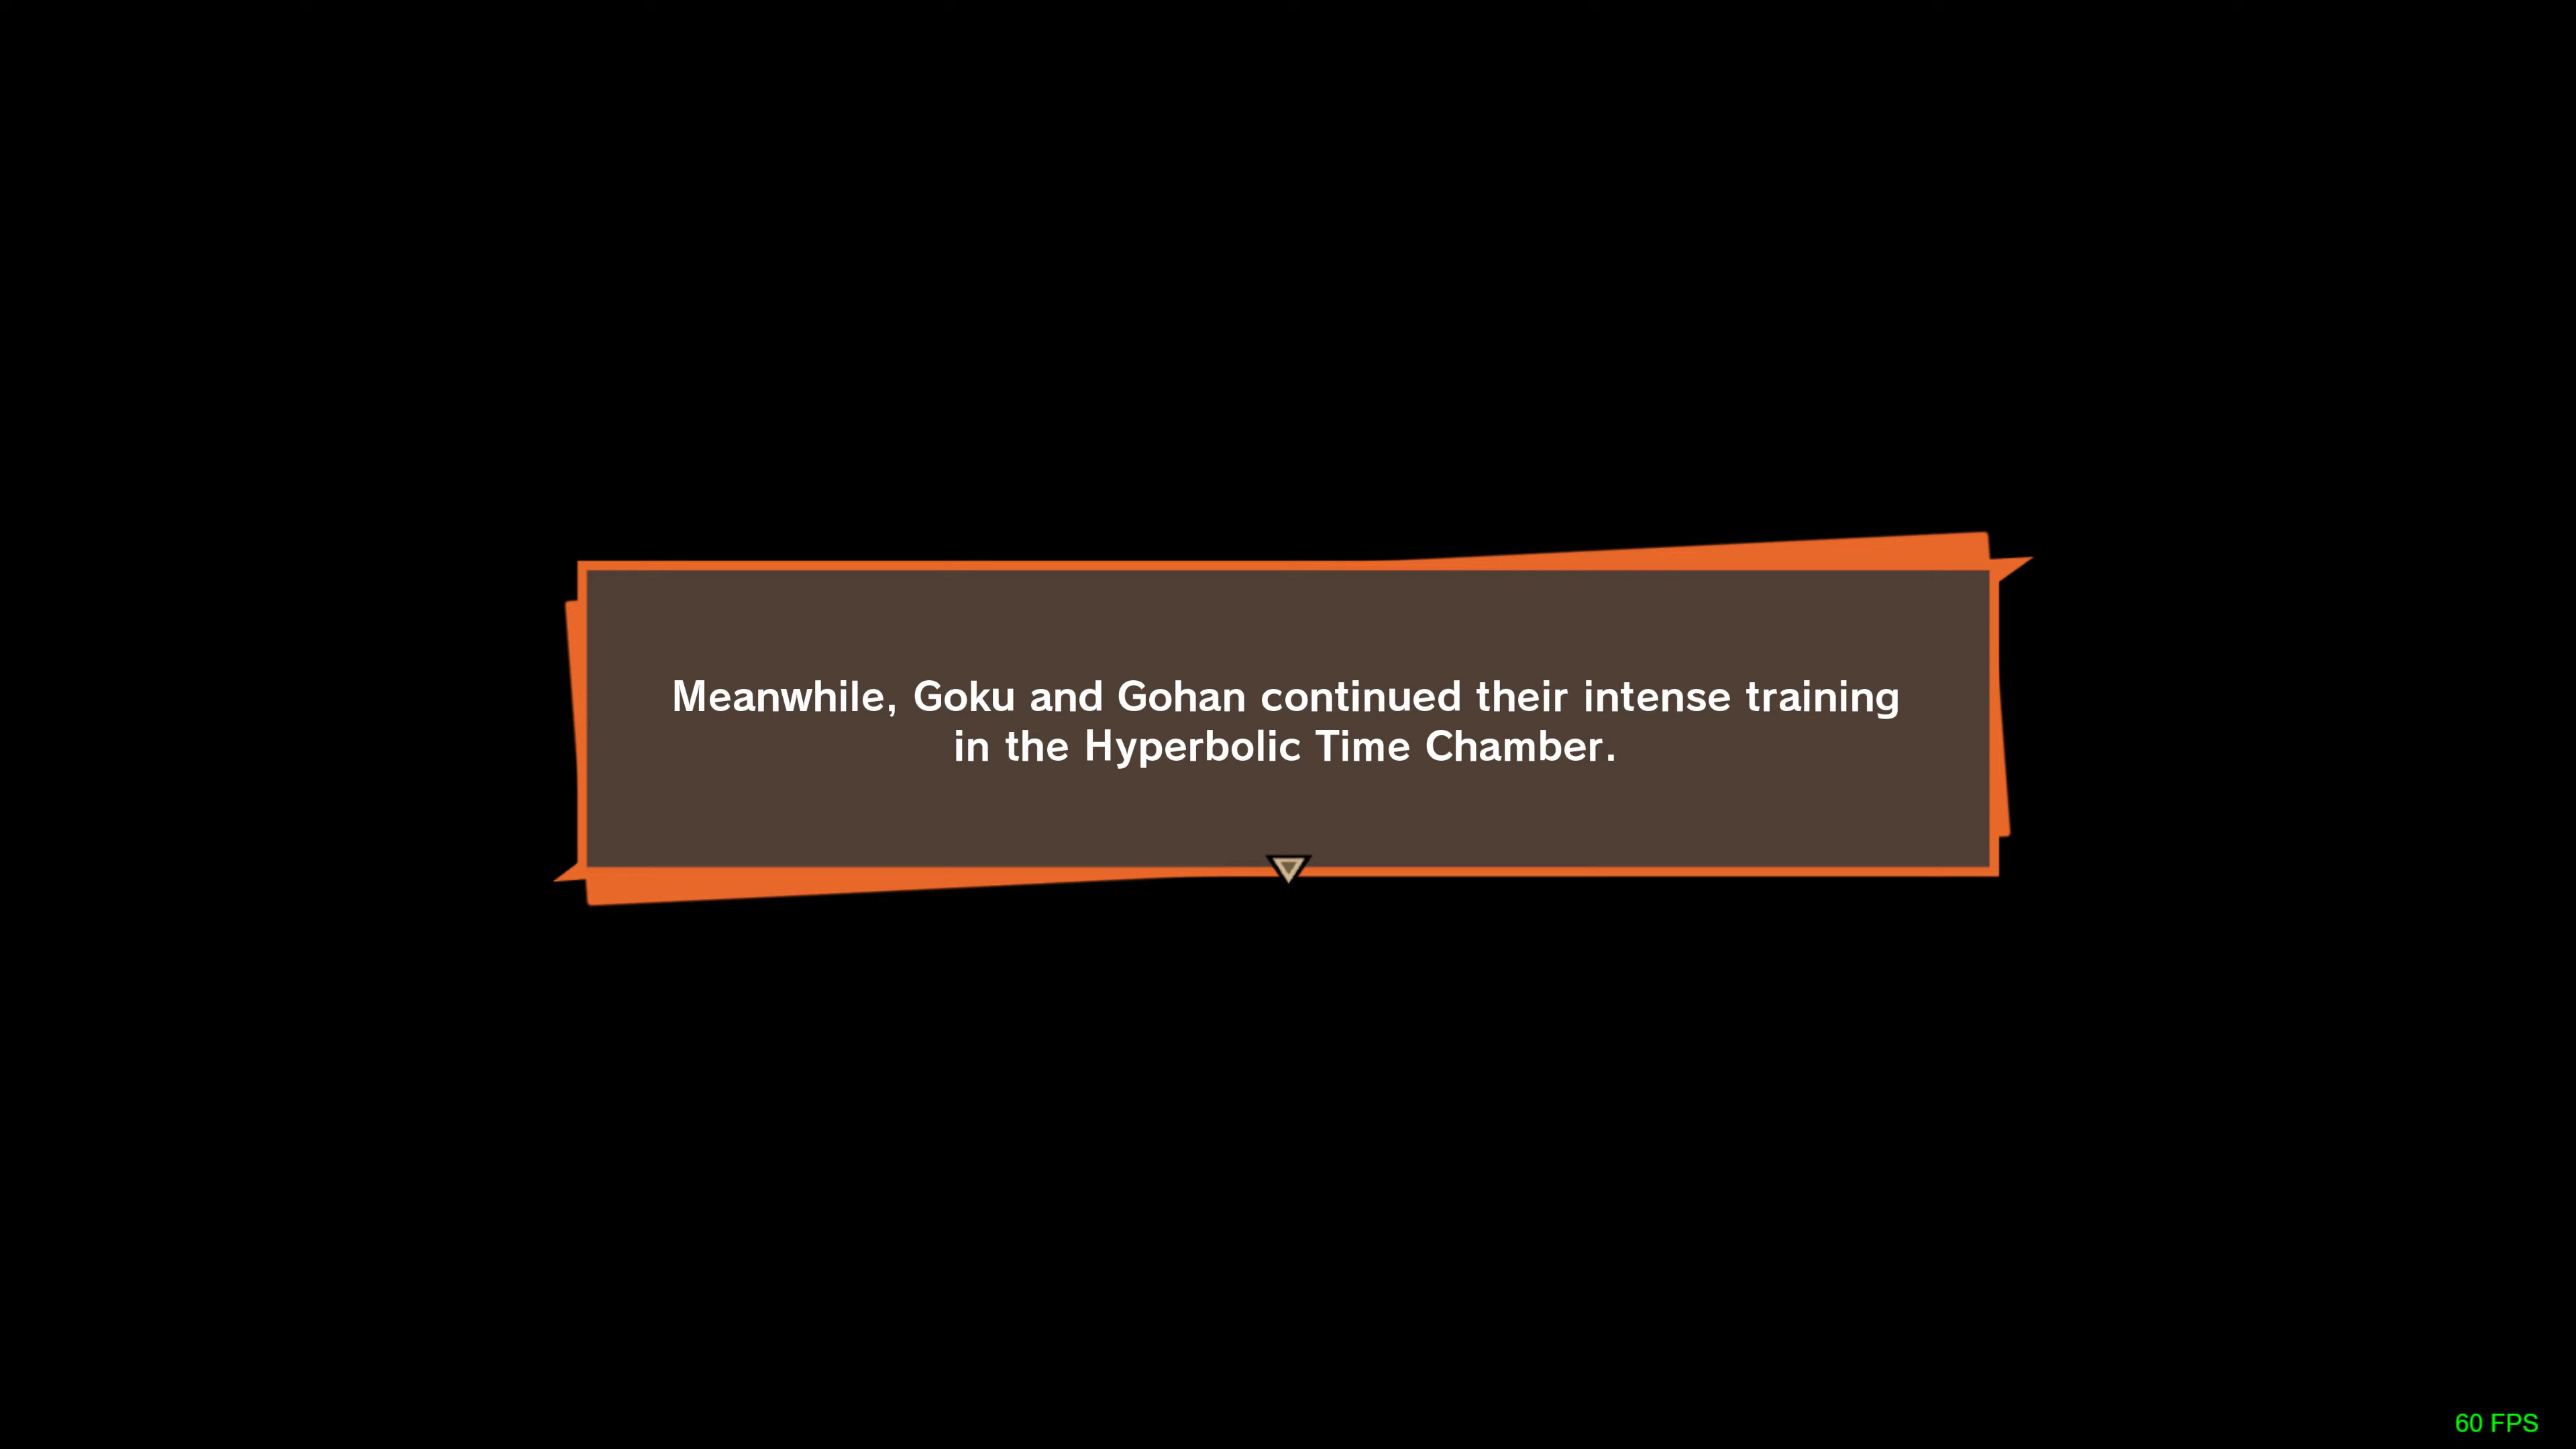 Meanwhile, Goku and Gohan continued their intense training
in the Hyperbolic Time Chamber.
60 FPS